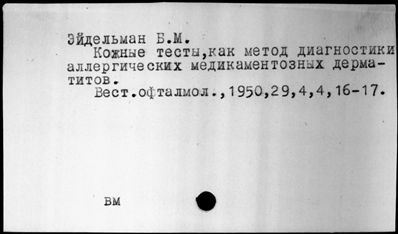 Эйдельман Б.М.
Кожные тесты,как метод диагностики
аллергических медикаментозных дерма-
титов.
Вест.офталмол.,1950,29,4,4,16-17.
ВМ